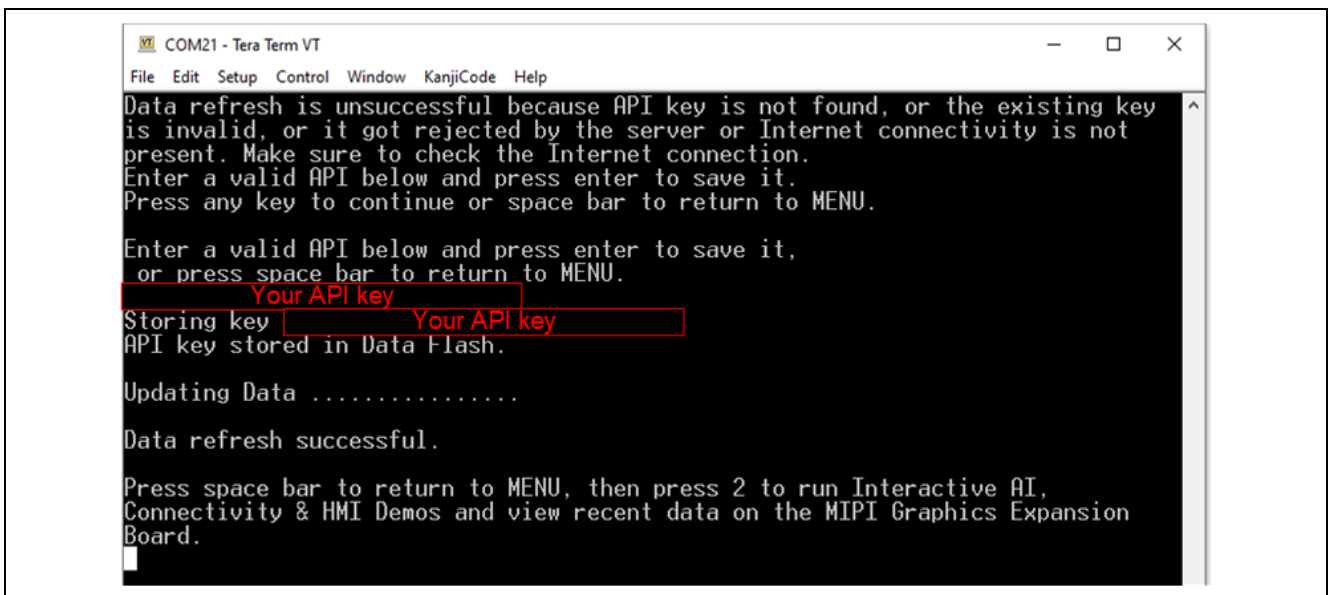 COM21 - Tera Term VT
File Edit Setup Control Window KanjiCode Help
Data refresh is unsuccessful because API key is not found, or the existing key
is invalid, or it got rejected by the server or Internet connectivity is not
present. Make sure to check the Internet connection.
Enter a valid API below and press enter to save it.
Press any key to continue or space bar to return to MENU.
Enter a valid API below and press enter to save it,
or press space bar to return to MENU.
Your API key
Storing key Your API key
API key stored in Data Flash.
Updating Data ................
Data refresh successful.
Press space bar to return to MENU, then press 2 to run Interactive AI,
Connectivity & HMI Demos and view recent data on the MIPI Graphics Expansion
Board.